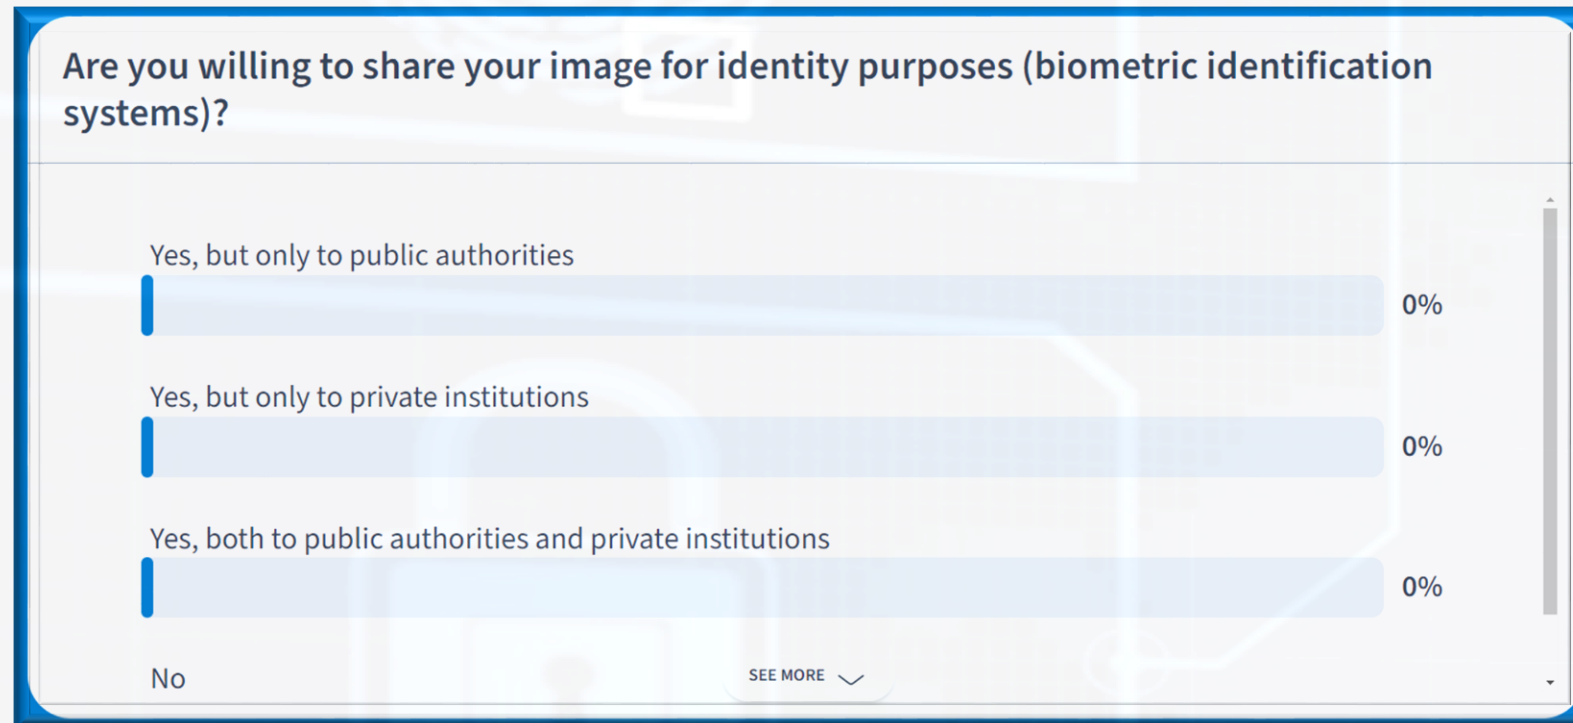 Are you willing to share your image for identity purposes (biometric identification
systems)?
Yes, but only to public authorities
0%
Yes, but only to private institutions
0%
Yes, both to public authorities and private institutions
0%
No
SEE MORE